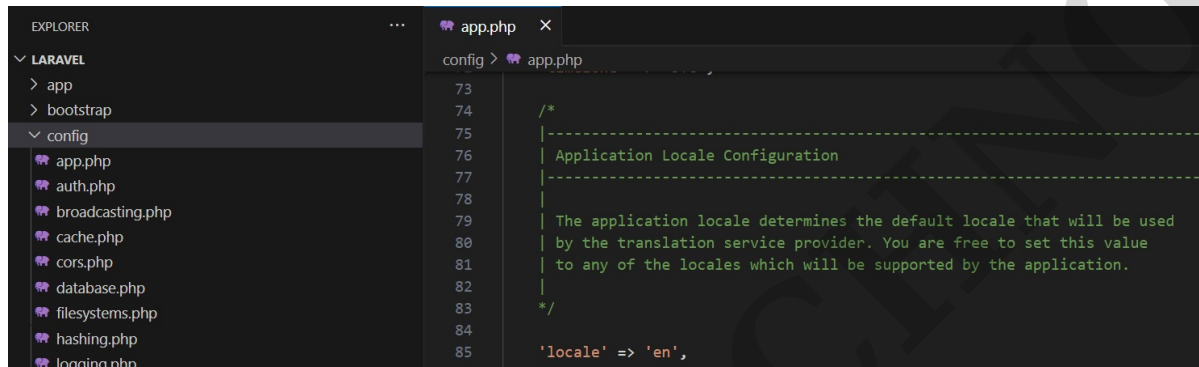 EXPLORER ...
LARAVEL
app
bootstrap
config
app.php
auth.php
broadcasting.php
cache.php
cors.php
database.php
filesystems.php
hashing.php
logging.php
app.php
config > app.php
73
74 /*
75 |--------------------------------------------------------------------------
76 | Application Locale Configuration
77 |--------------------------------------------------------------------------
78 |
79 | The application locale determines the default locale that will be used
80 | by the translation service provider. You are free to set this value
81 | to any of the locales which will be supported by the application.
82 |
83 */
84
85 'locale' => 'en',